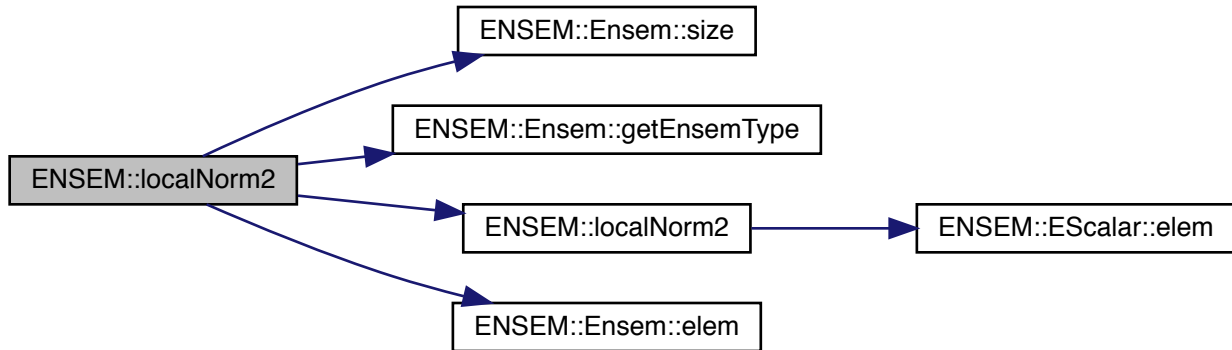 ENSEM::Ensem::size
ENSEM::Ensem::getEnsemType
ENSEM::localNorm2
ENSEM::localNorm2
ENSEM::EScalar::elem
ENSEM::Ensem::elem